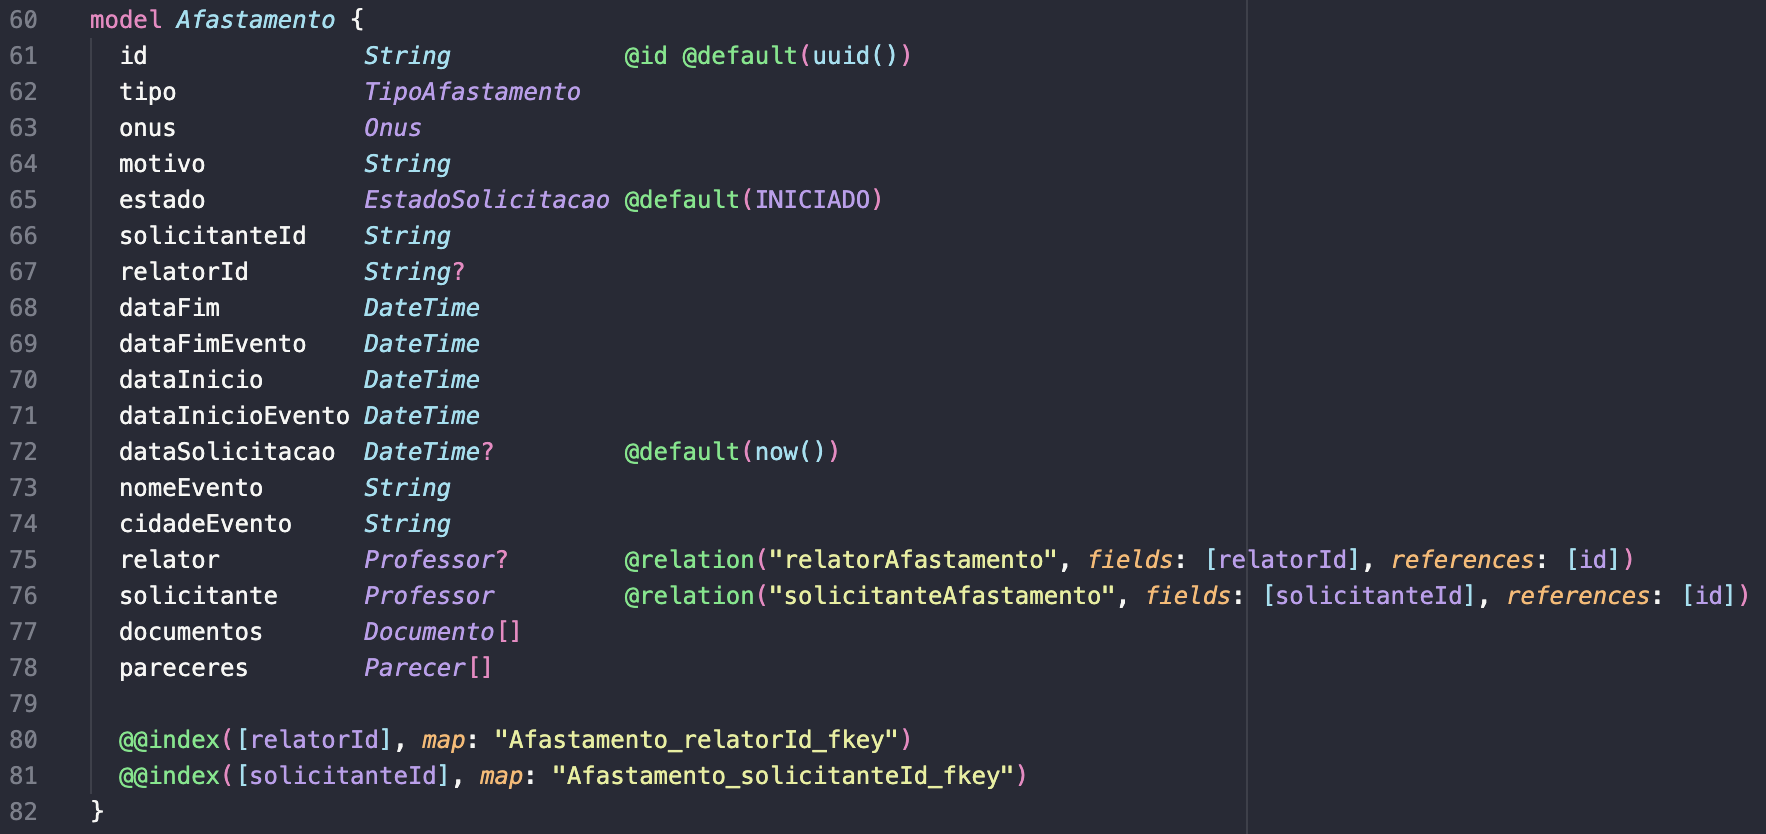 60 model Afastamento {
61 id String @id @default(uuid())
62 tipo TipoAfastamento
63 onus Onus
64 motivo String
65 estado EstadoSolicitacao @default(INICIADO)
66 solicitanteId String
67 relatorId String?
68 dataFim DateTime
69 dataFimEvento DateTime
70 dataInicio DateTime
71 dataInicioEvento DateTime
72 dataSolicitacao DateTime? @default(now())
73 nomeEvento String
74 cidadeEvento String
75 relator Professor? @relation("relatorAfastamento", fields: [relatorId], references: [id])
76 solicitante Professor @relation("solicitanteAfastamento", fields: [solicitanteId], references: [id])
77 documentos Documento[]
78 pareceres Parecer[]
79
80 @@index([relatorId], map: "Afastamento_relatorId_fkey")
81 @@index([solicitanteId], map: "Afastamento_solicitanteId_fkey")
82 }